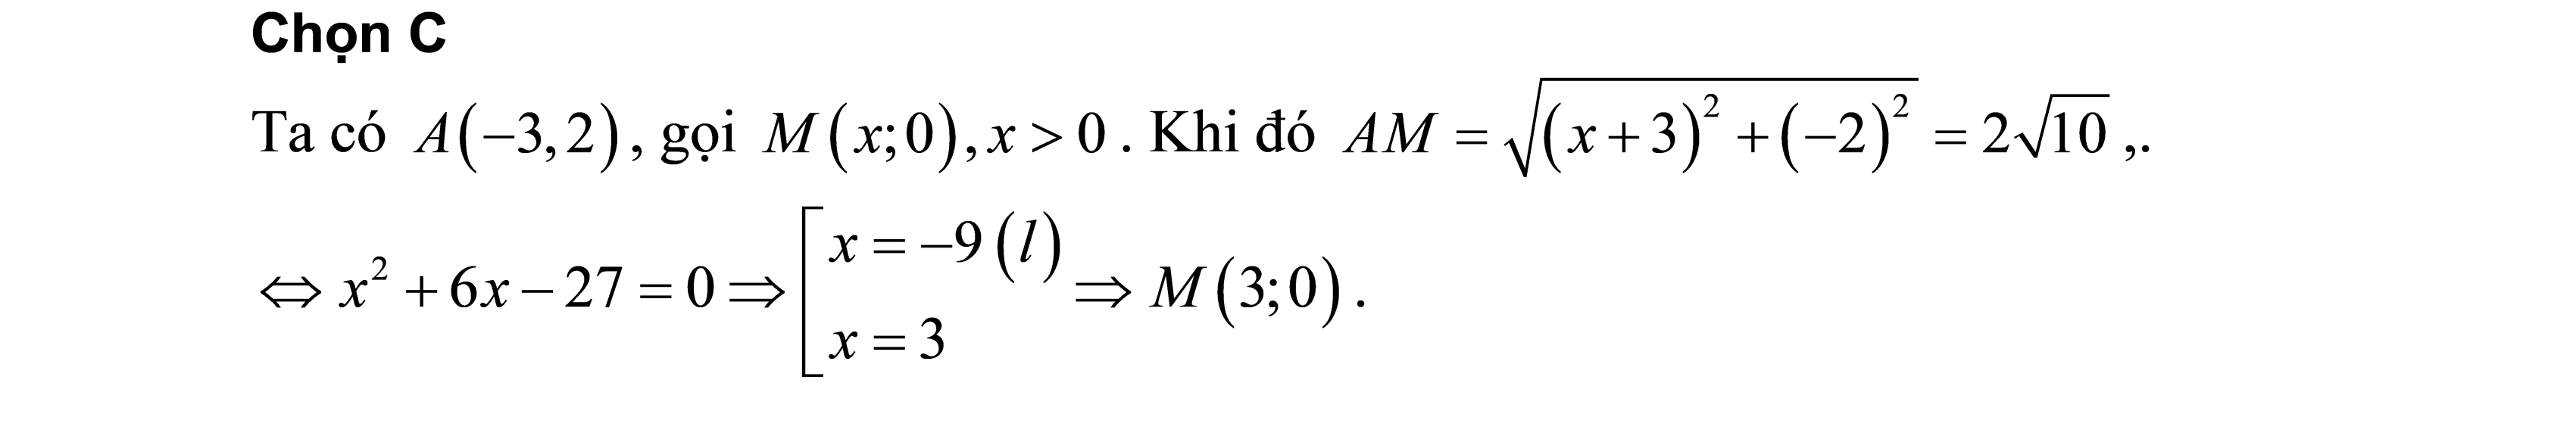 Chọn C
Ta có A(−3,2), gọi M(x;0), x > 0. Khi đó AM = √((x+3)² + (−2)²) = 2√10,.
⇔ x² + 6x − 27 = 0 ⇒ [x = −9(l)
x = 3 ⇒ M(3;0).